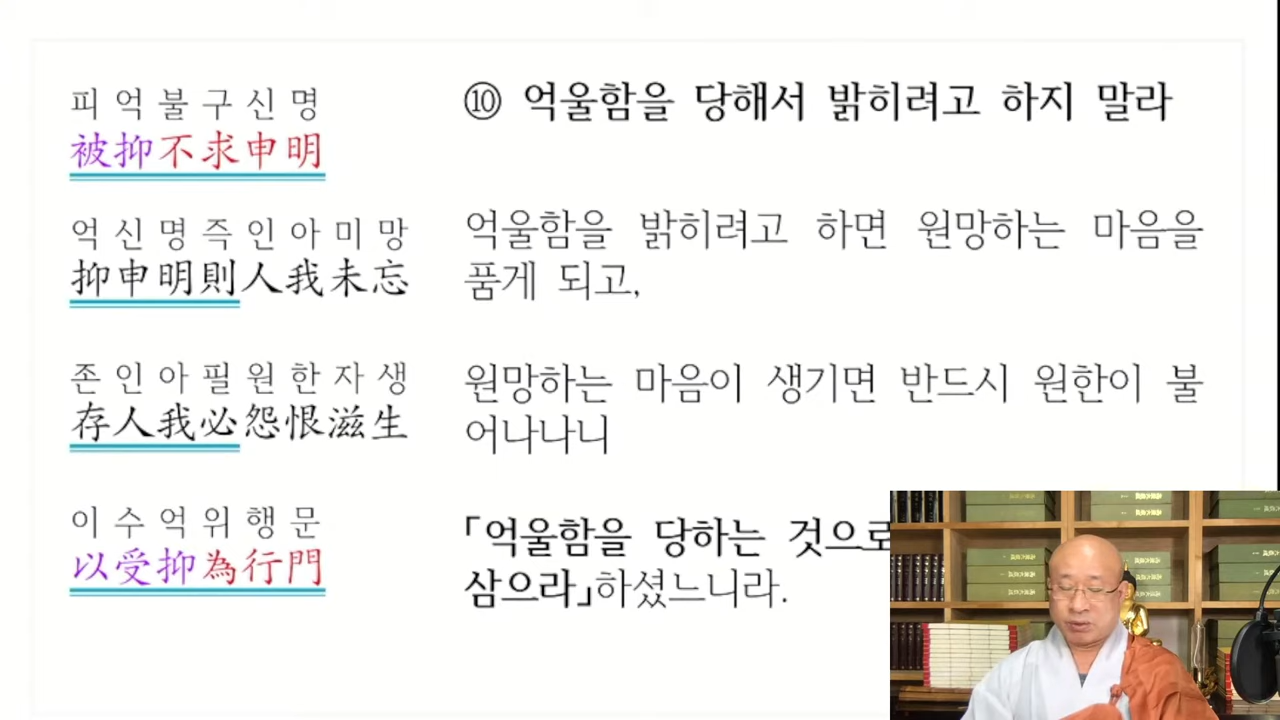 피억불구신명
被抑不求申明
억신명즉인아미망
抑申明則人我未忘
존인아필원한자생
存人我必怨恨滋生
이수억위행문
以受抑為行門
⑩ 억울함을 당해서 밝히려고 하지 말라
억울함을 밝히려고 하면 원망하는 마음을
품게 되고,
원망하는 마음이 생기면 반드시 원한이 불
어나나니
「억울함을 당하는 것으로
삼으라」하셨느니라.